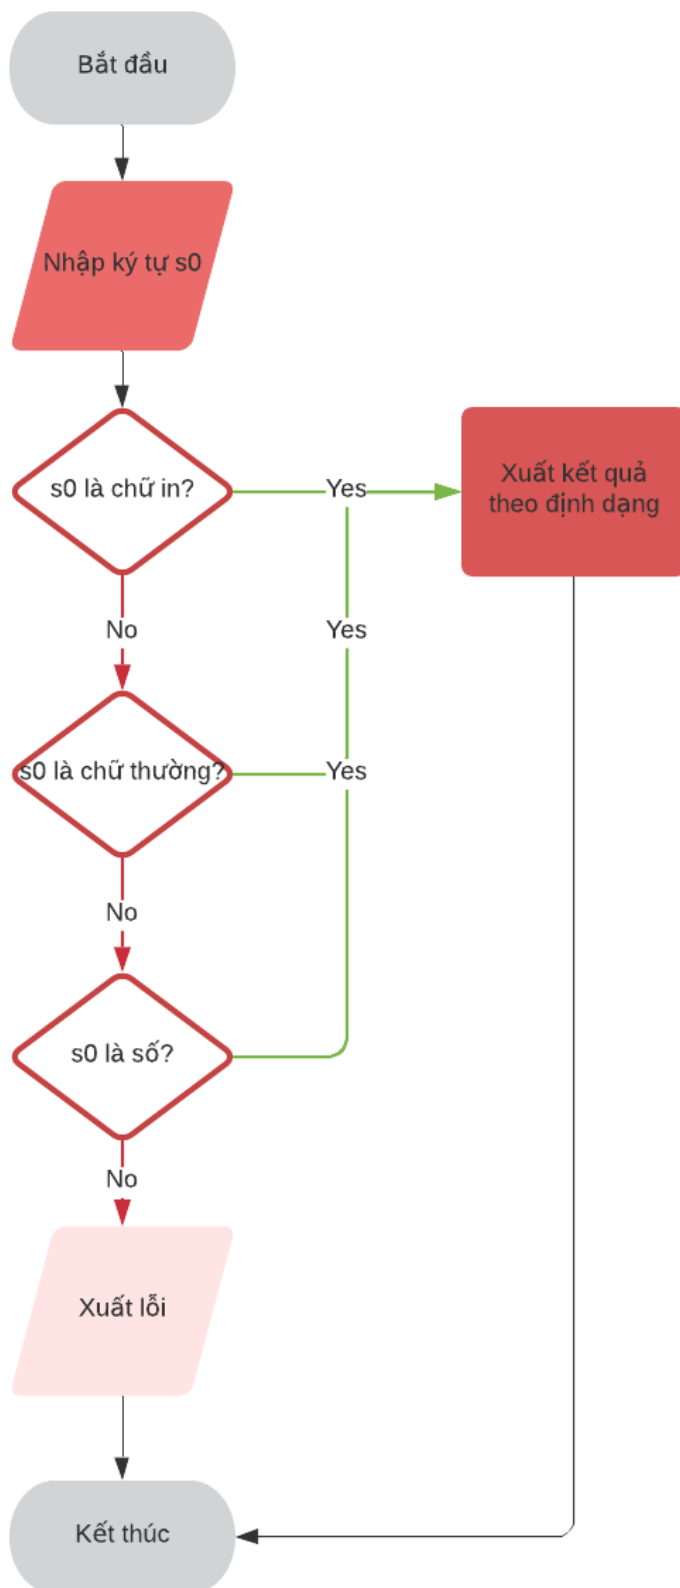 Bắt đầu
Nhập ký tự s0
s0 là chữ in?
Yes
Xuất kết quả
theo định dạng
No
Yes
s0 là chữ thường?
Yes
No
s0 là số?
No
Xuất lỗi
Kết thúc